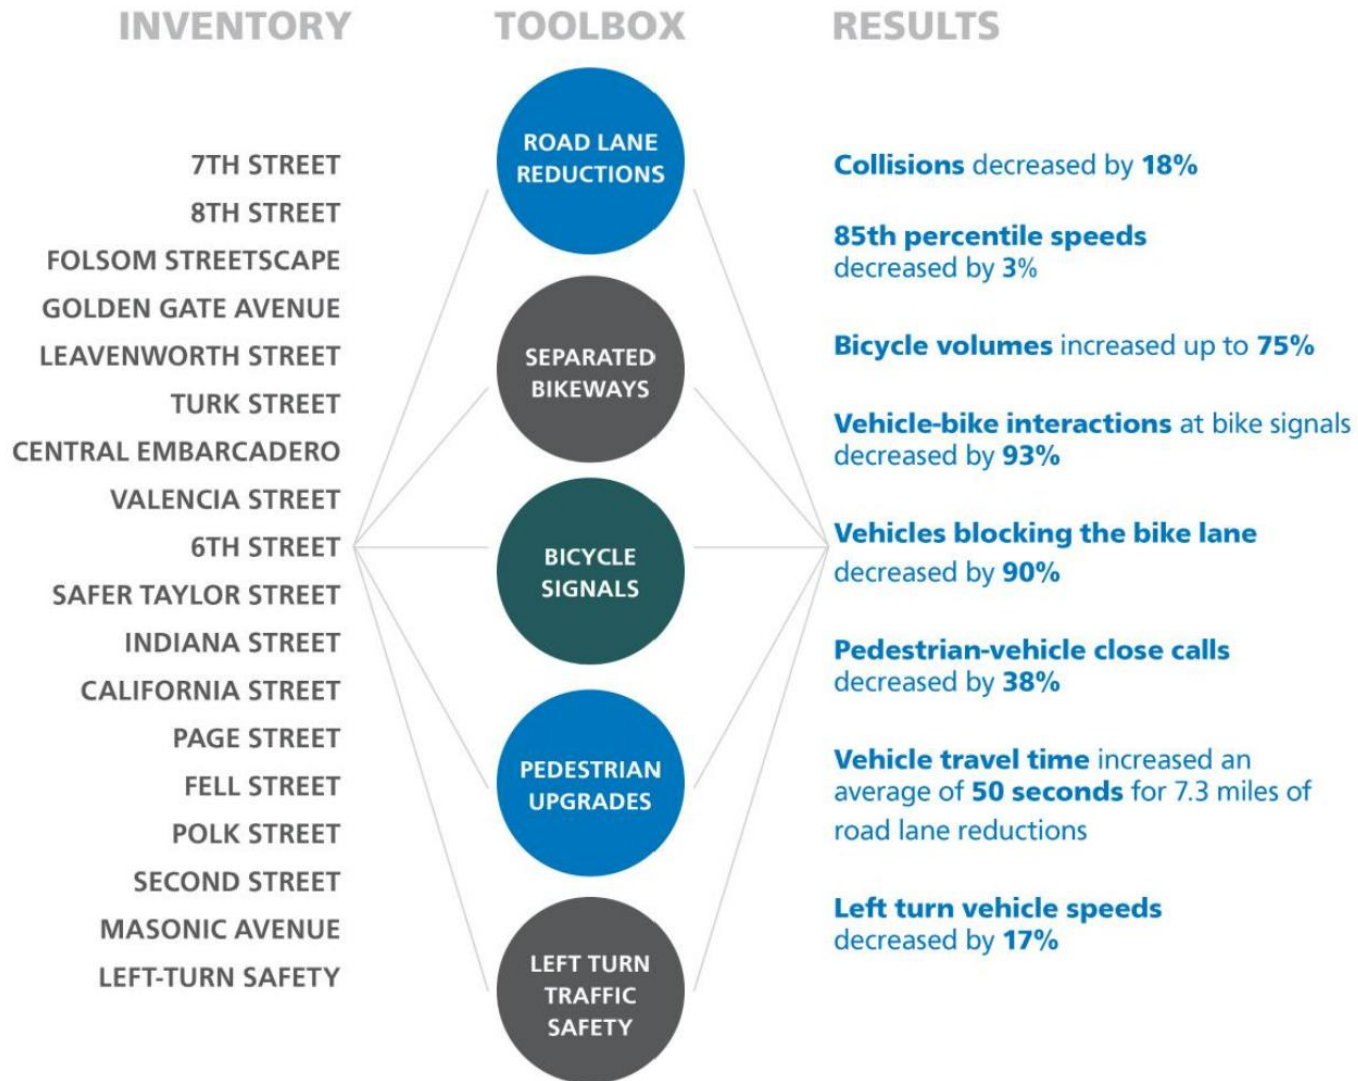 INVENTORY
7TH STREET
8TH STREET
FOLSOM STREETSCAPE
GOLDEN GATE AVENUE
LEAVENWORTH STREET
TURK STREET
CENTRAL EMBARCADERO
VALENCIA STREET
6TH STREET
SAFER TAYLOR STREET
INDIANA STREET
CALIFORNIA STREET
PAGE STREET
FELL STREET
POLK STREET
SECOND STREET
MASONIC AVENUE
LEFT-TURN SAFETY
TOOLBOX
ROAD LANE
REDUCTIONS
SEPARATED
BIKEWAYS
BICYCLE
SIGNALS
PEDESTRIAN
UPGRADES
LEFT TURN
TRAFFIC
SAFETY
RESULTS
Collisions decreased by 18%
85th percentile speeds
decreased by 3%
Bicycle volumes increased up to 75%
Vehicle-bike interactions at bike signals
decreased by 93%
Vehicles blocking the bike lane
decreased by 90%
Pedestrian-vehicle close calls
decreased by 38%
Vehicle travel time increased an
average of 50 seconds for 7.3 miles of
road lane reductions
Left turn vehicle speeds
decreased by 17%